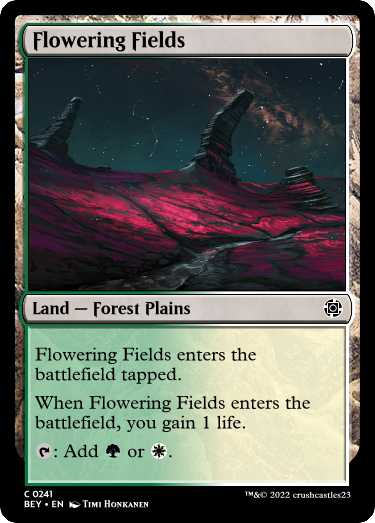 Flowering Fields
Land — Forest Plains
Flowering Fields enters the
battlefield tapped.
When Flowering Fields enters the
battlefield, you gain 1 life.
: Add or .
C 0241
BEY • EN Timi Honkanen
™ & © 2022 crushcastles23